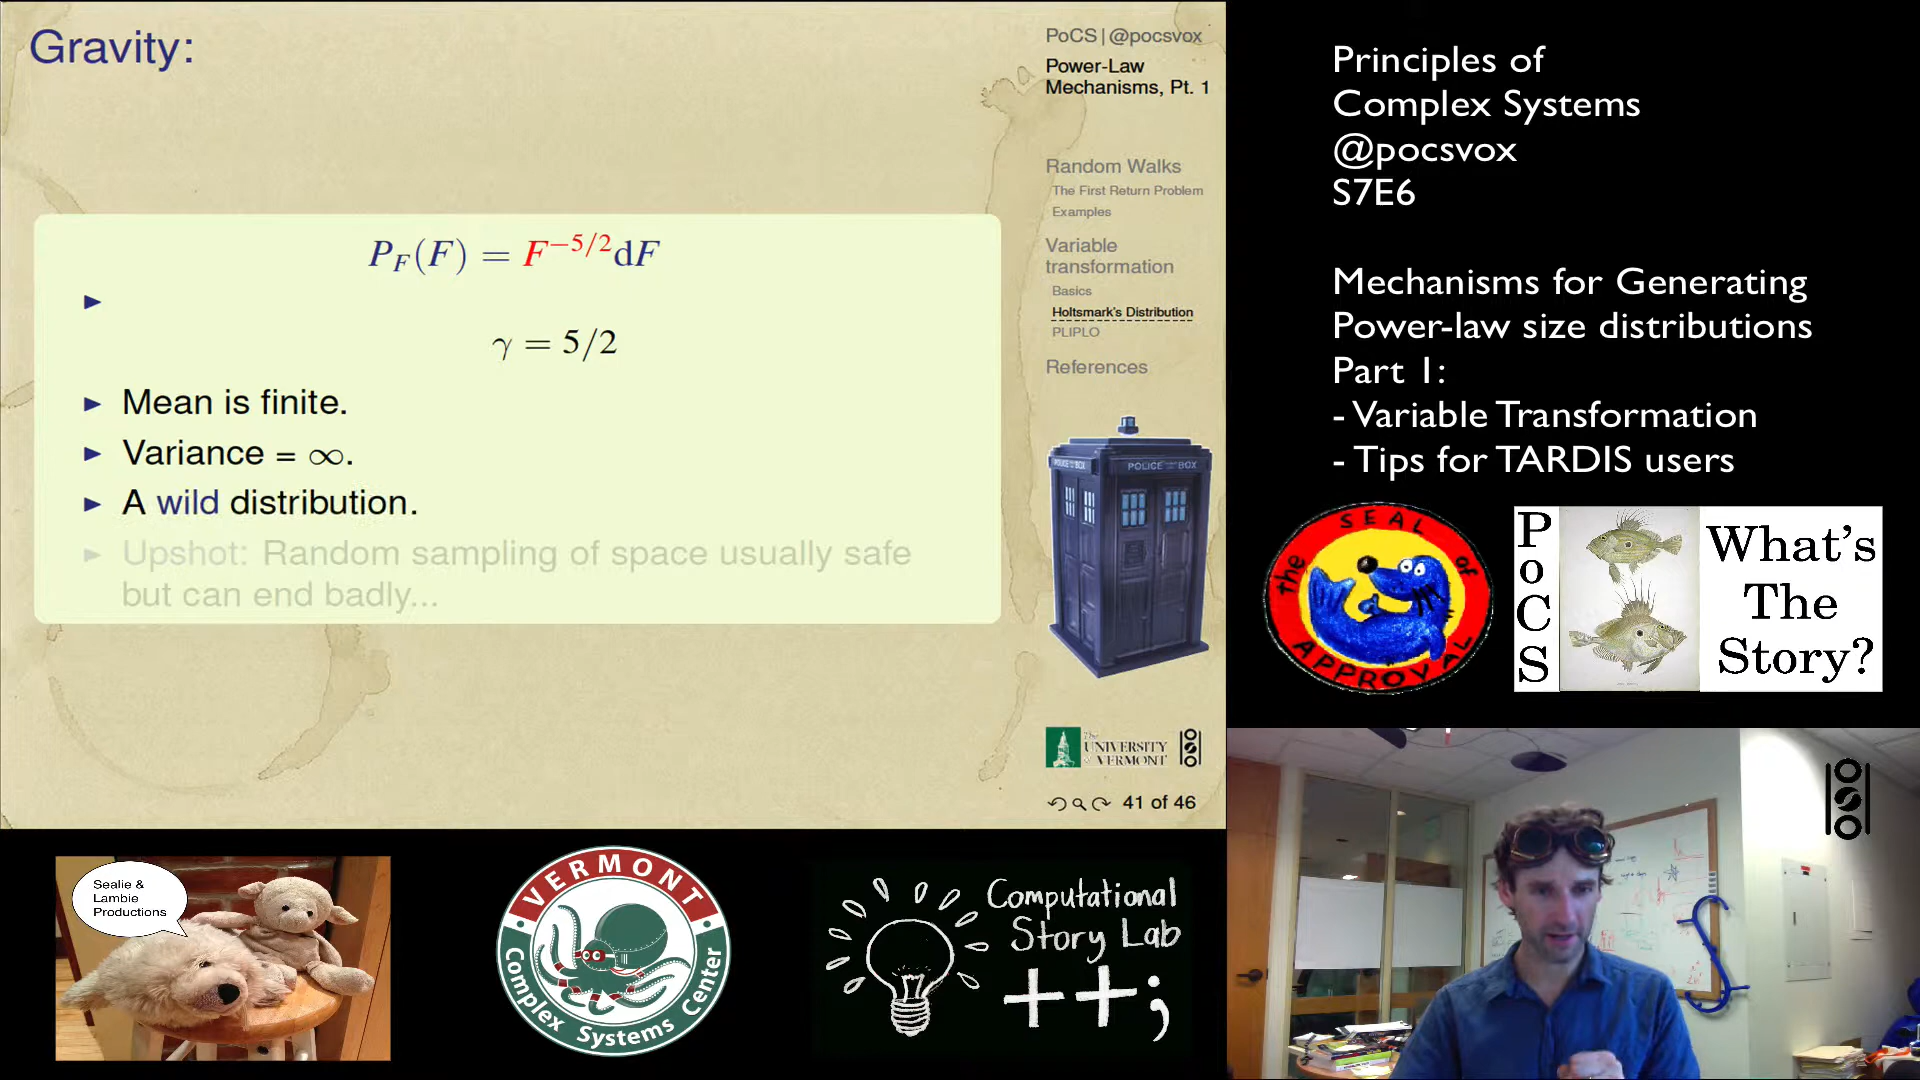 Gravity:
P_F(F) = F^{-5/2}dF
►
γ = 5/2
► Mean is finite.
► Variance = ∞.
► A wild distribution.
► Upshot: Random sampling of space usually safe
but can end badly...
PoCS | @pocsvox
Power-Law
Mechanisms, Pt. 1
Random Walks
The First Return Problem
Examples
Variable
transformation
Basics
Holtsmark's Distribution
PLIPLO
References
POLICE BOX
POLICE BOX
The
UNIVERSITY
of VERMONT
41 of 46
Principles of
Complex Systems
@pocsvox
S7E6
Mechanisms for Generating
Power-law size distributions
Part 1:
- Variable Transformation
- Tips for TARDIS users
the SEAL of APPROVAL
PoCS
What's
The
Story?
Sealie &
Lambie
Productions
VERMONT
Complex Systems Center
Computational
Story Lab
++;